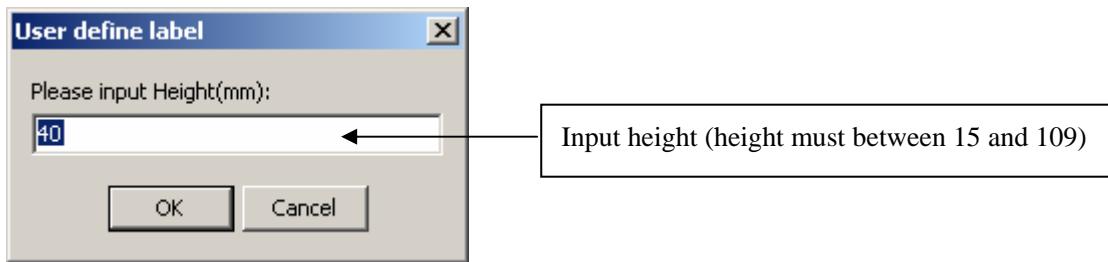 User define label
Please input Height(mm):
40
Input height (height must between 15 and 109)
OK Cancel